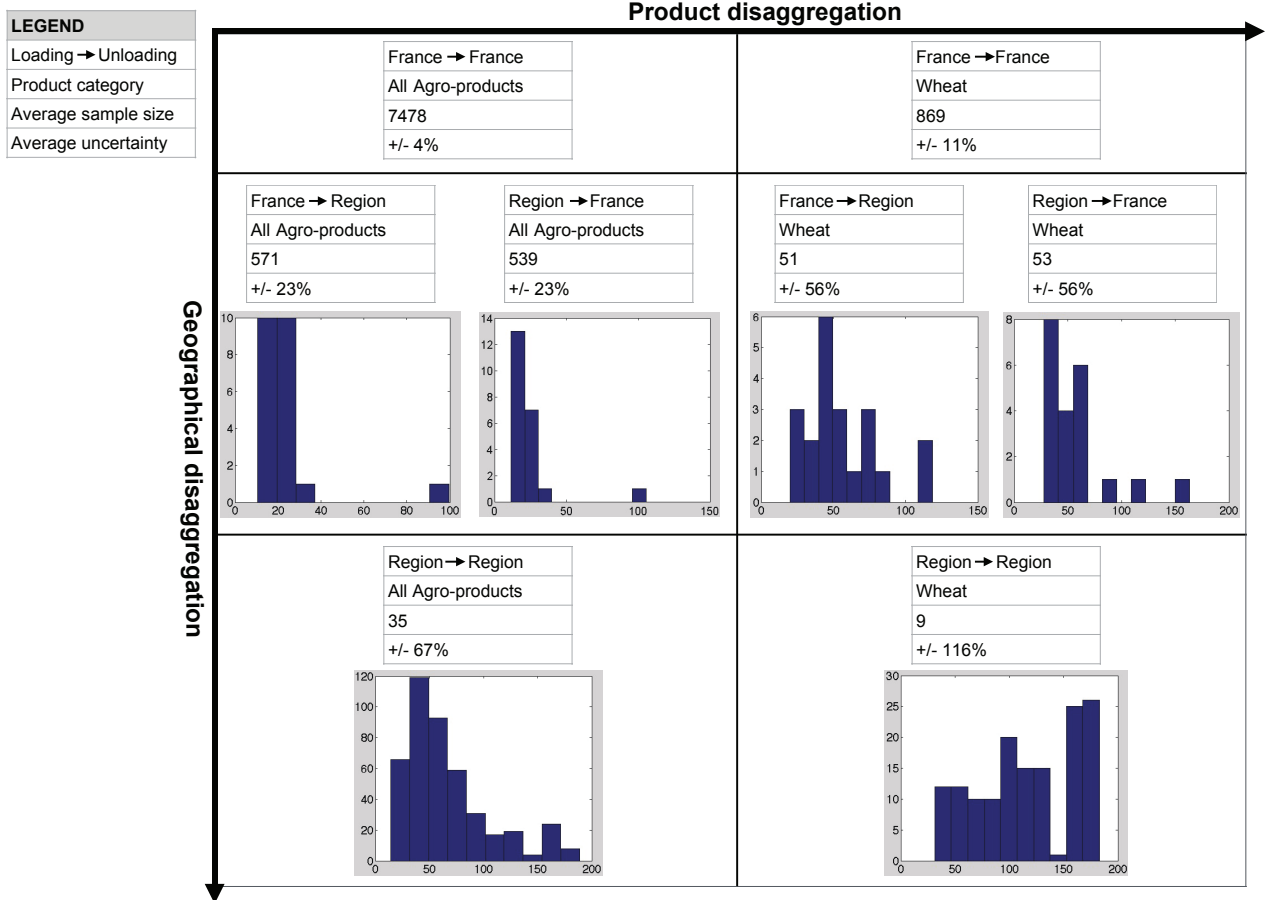 Product disaggregation
LEGEND
Loading → Unloading
Product category
Average sample size
Average uncertainty
France → France
All Agro-products
7478
+/- 4%
France → France
Wheat
869
+/- 11%
Geographical disaggregation
France → Region
All Agro-products
571
+/- 23%
Region → France
All Agro-products
539
+/- 23%
France → Region
Wheat
51
+/- 56%
Region → France
Wheat
53
+/- 56%
10
8
6
4
2
0
0 20 40 60 80 100
14
12
10
8
6
4
2
0
0 50 100 150
6
5
4
3
2
1
0
0 50 100 150
8
6
4
2
0
0 50 100 150 200
Region → Region
All Agro-products
35
+/- 67%
Region → Region
Wheat
9
+/- 116%
120
100
80
60
40
20
0
0 50 100 150 200
30
25
20
15
10
5
0
0 50 100 150 200